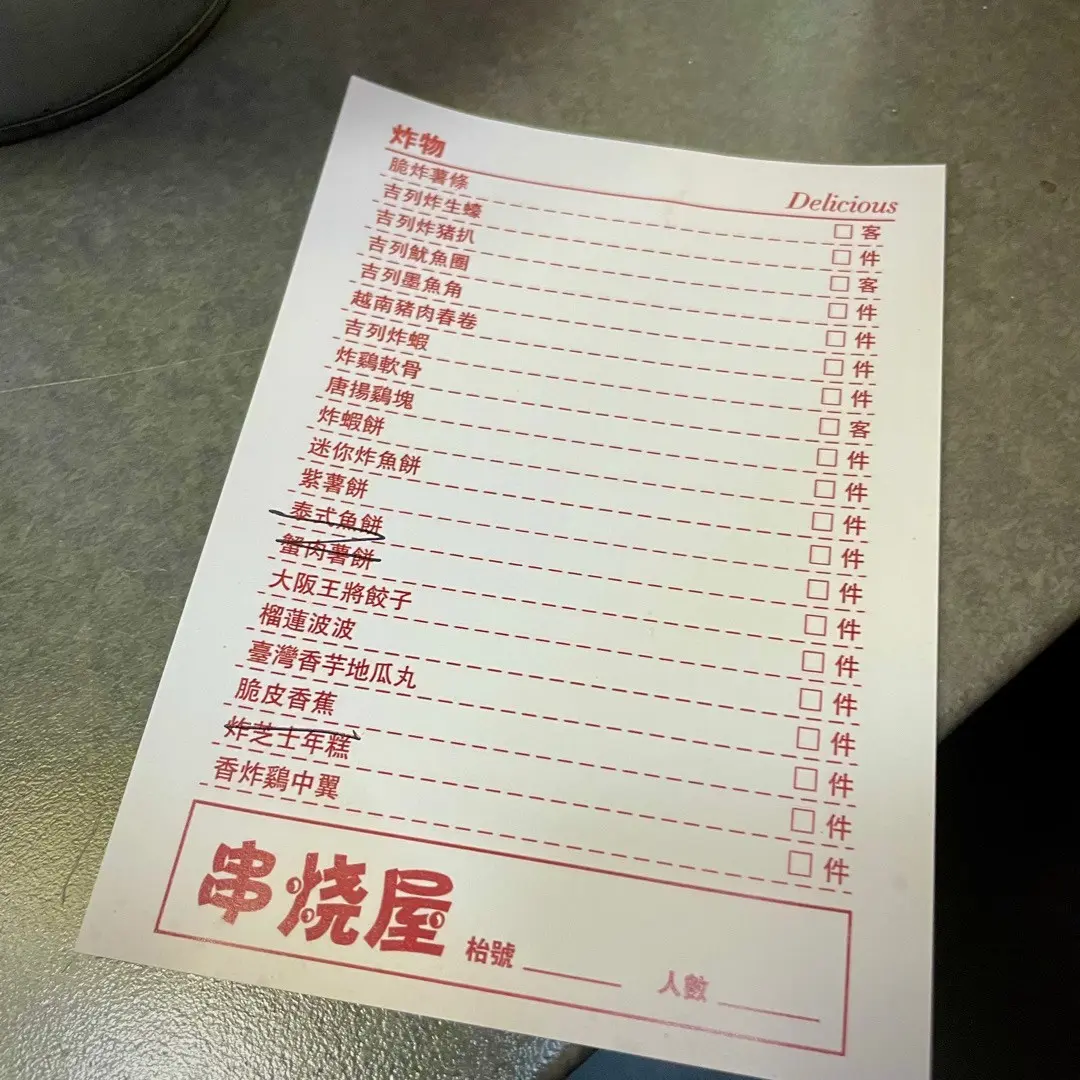 炸物 Delicious
脆炸薯條 □ 客
吉列炸生蠔 □ 件
吉列炸豬扒 □ 客
吉列魷魚圈 □ 件
吉列墨魚角 □ 件
越南豬肉春卷 □ 件
吉列炸蝦 □ 件
炸鷄軟骨 □ 客
唐揚鷄塊 □ 件
炸蝦餅 □ 件
迷你炸魚餅 □ 件
紫薯餅 □ 件
泰式魚餅 □ 件
蟹肉薯餅 □ 件
大阪王將餃子 □ 件
榴蓮波波 □ 件
臺灣香芋地瓜丸 □ 件
脆皮香蕉 □ 件
炸芝士年糕 □ 件
香炸鷄中翼 □ 件
串烧屋 枱號 ______ 人數 ______